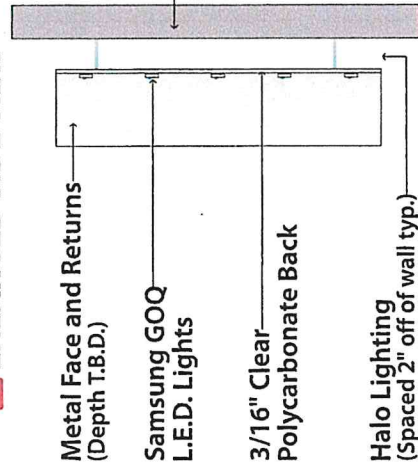 Metal Face and Returns
(Depth T.B.D.)
Samsung GOQ
L.E.D. Lights
3/16" Clear
Polycarbonate Back
Halo Lighting
(Spaced 2" off of wall typ.)